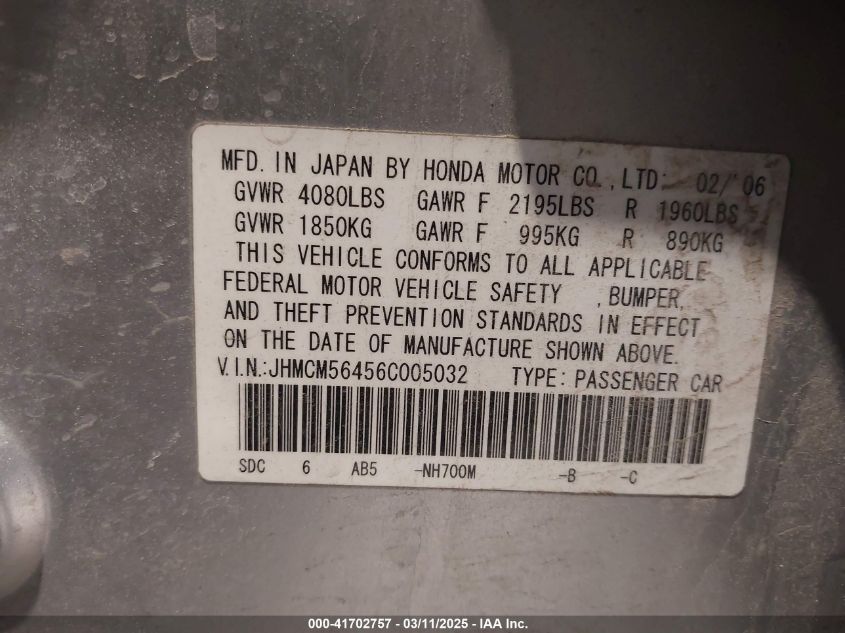 MFD. IN JAPAN BY HONDA MOTOR CO., LTD. 02/ 06
GVWR 4080LBS GAWR F 2195LBS R 1960LBS
GVWR 1850KG GAWR F 995KG R 890KG
THIS VEHICLE CONFORMS TO ALL APPLICABLE
FEDERAL MOTOR VEHICLE SAFETY , BUMPER,
AND THEFT PREVENTION STANDARDS IN EFFECT
ON THE DATE OF MANUFACTURE SHOWN ABOVE.
V.I.N.:JHMCM56456C005032 TYPE: PASSENGER CAR
SDC 6 AB5 -NH700M -B -C
000-41702757 - 03/11/2025 - IAA Inc.